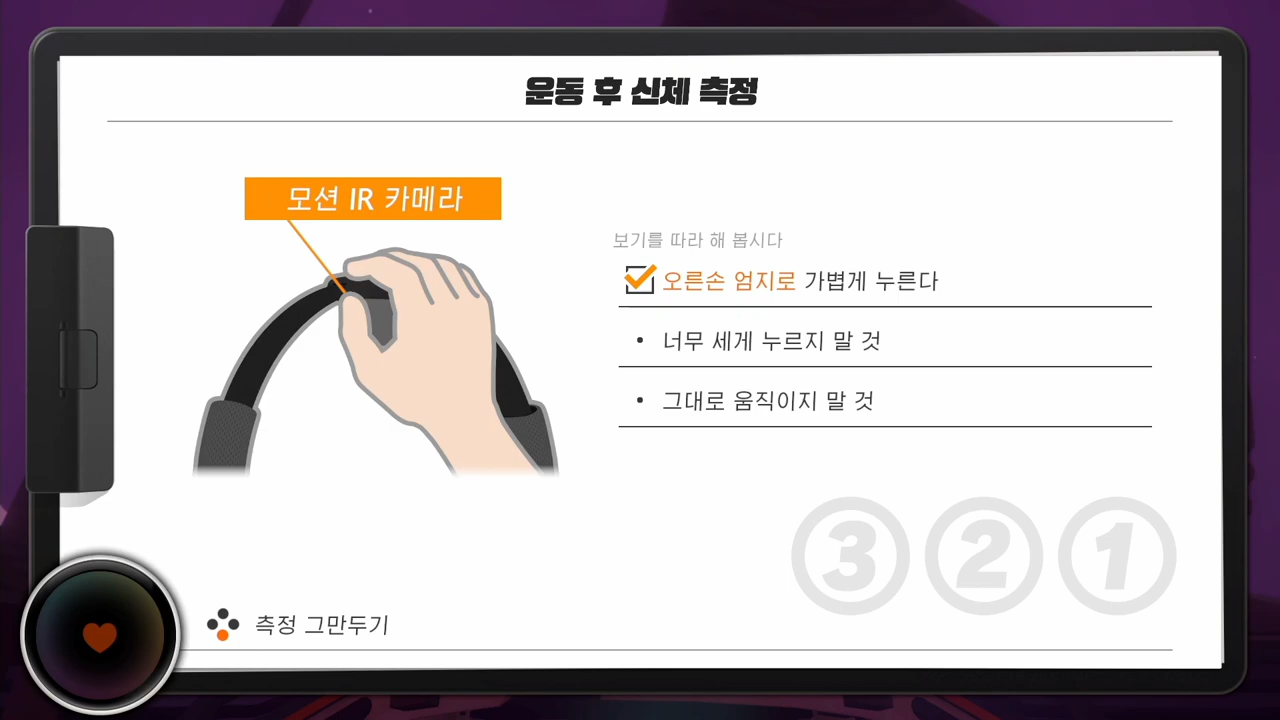 운동 후 신체 측정
모션 IR 카메라
보기를 따라 해 봅시다
오른손 엄지로 가볍게 누른다
• 너무 세게 누르지 말 것
• 그대로 움직이지 말 것
3 2 1
측정 그만두기